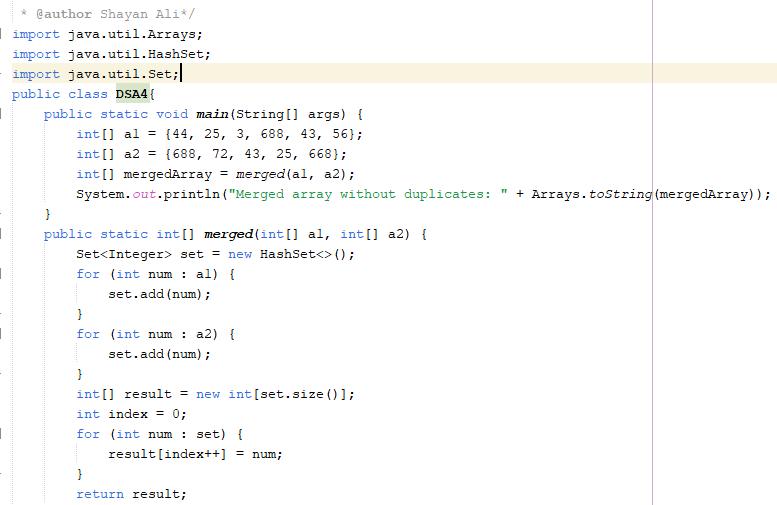 * @author Shayan Ali*/
import java.util.Arrays;
import java.util.HashSet;
import java.util.Set;
public class DSA4{
    public static void main(String[] args) {
        int[] a1 = {44, 25, 3, 688, 43, 56};
        int[] a2 = {688, 72, 43, 25, 668};
        int[] mergedArray = merged(a1, a2);
        System.out.println("Merged array without duplicates: " + Arrays.toString(mergedArray));
    }
    public static int[] merged(int[] a1, int[] a2) {
        Set<Integer> set = new HashSet<>();
        for (int num : a1) {
            set.add(num);
        }
        for (int num : a2) {
            set.add(num);
        }
        int[] result = new int[set.size()];
        int index = 0;
        for (int num : set) {
            result[index++] = num;
        }
        return result;